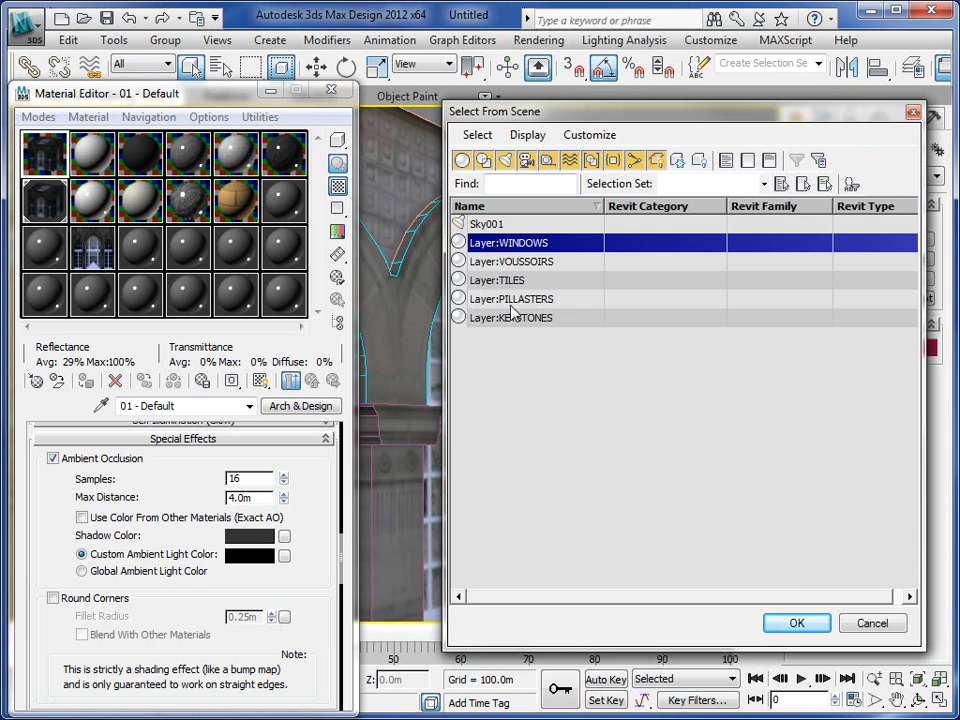 Autodesk 3ds Max Design 2012 x64 Untitled
Type a keyword or phrase
3DS
Edit Tools Group Views Create Modifiers Animation Graph Editors Rendering Lighting Analysis Customize MAXScript Help
All View 3 Create Selection Se
Object Paint
Material Editor - 01 - Default
Modes Material Navigation Options Utilities
Reflectance Transmittance
Avg: 29% Max:100% Avg: 0% Max: 0% Diffuse: 0%
01 - Default Arch & Design
Special Effects
Ambient Occlusion
Samples: 16
Max Distance: 4.0m
Use Color From Other Materials (Exact AO)
Shadow Color:
Custom Ambient Light Color:
Global Ambient Light Color
Round Corners
Fillet Radius 0.25m
Blend With Other Materials
Note:
This is strictly a shading effect (like a bump map)
and is only guaranteed to work on straight edges.
Select From Scene
Select Display Customize
Find: Selection Set:
Name Revit Category Revit Family Revit Type
Sky001
Layer:WINDOWS
Layer:VOUSSOIRS
Layer:TILES
Layer:PILLASTERS
OK Cancel
50 60 70 80 90 100
Z: 0.0m Grid = 100.0m Auto Key Selected
Add Time Tag Set Key Key Filters... 0